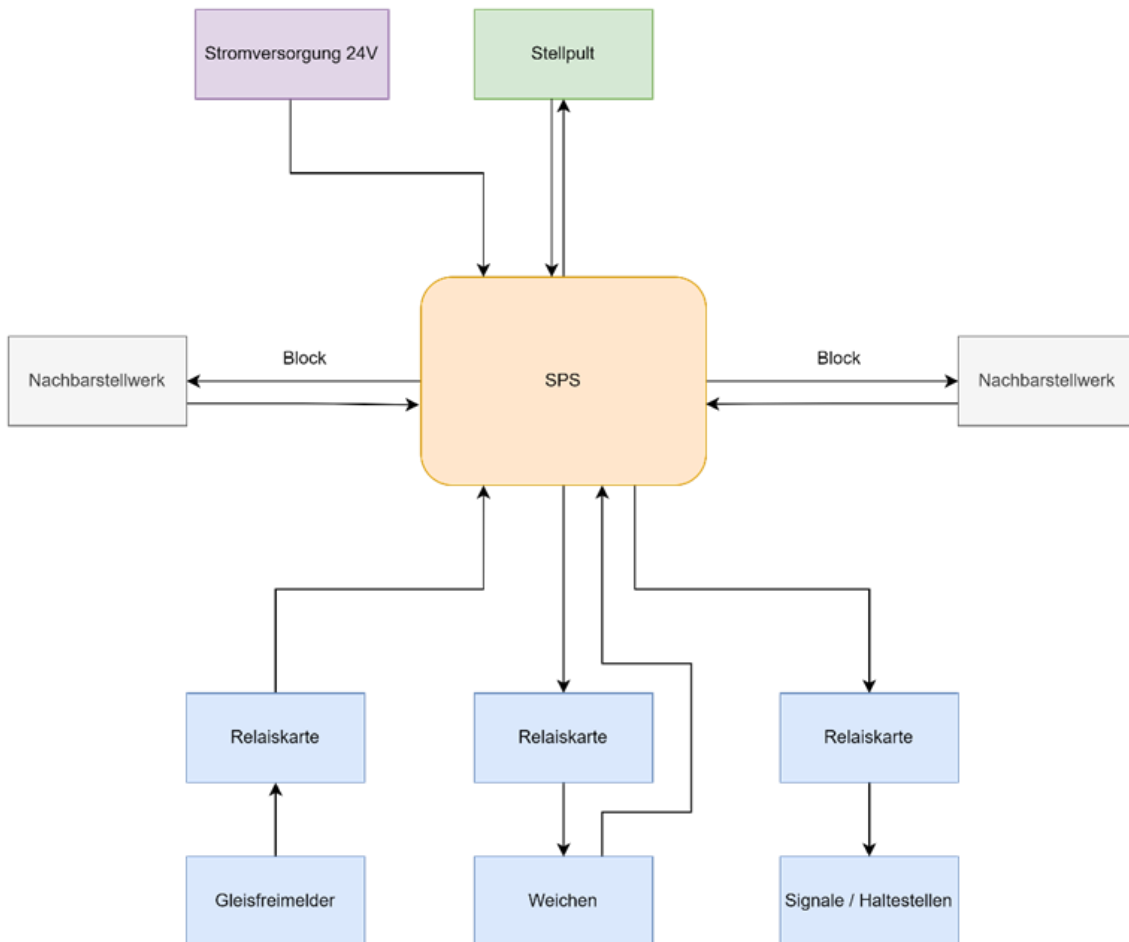 Stromversorgung 24V
Stellpult
Block
Block
Nachbarstellwerk
SPS
Nachbarstellwerk
Relaiskarte
Relaiskarte
Relaiskarte
Gleisfreimelder
Weichen
Signale / Haltestellen